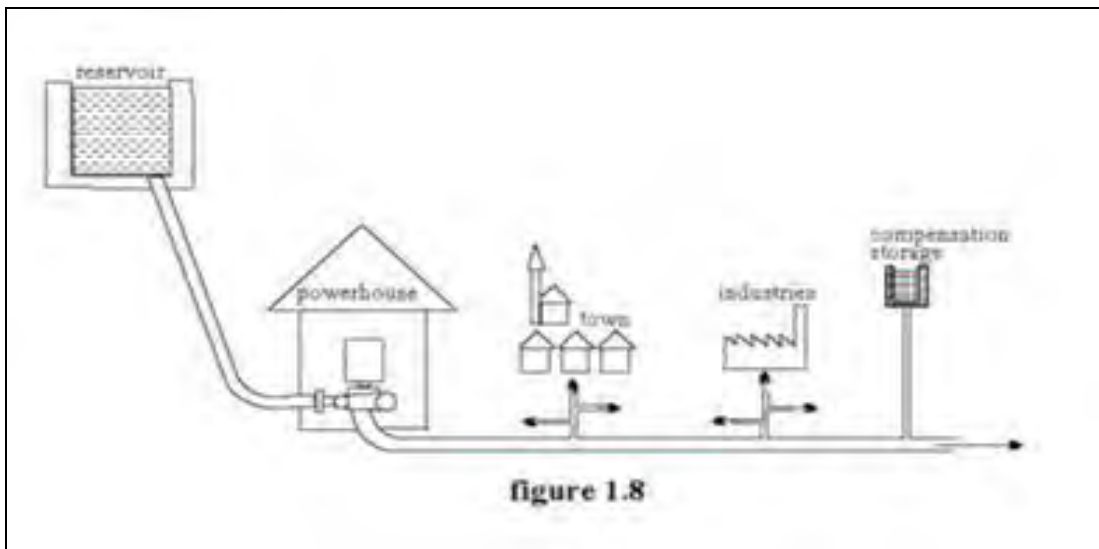 reservoir
powerhouse
town
industries
compensation
storage
figure 1.8